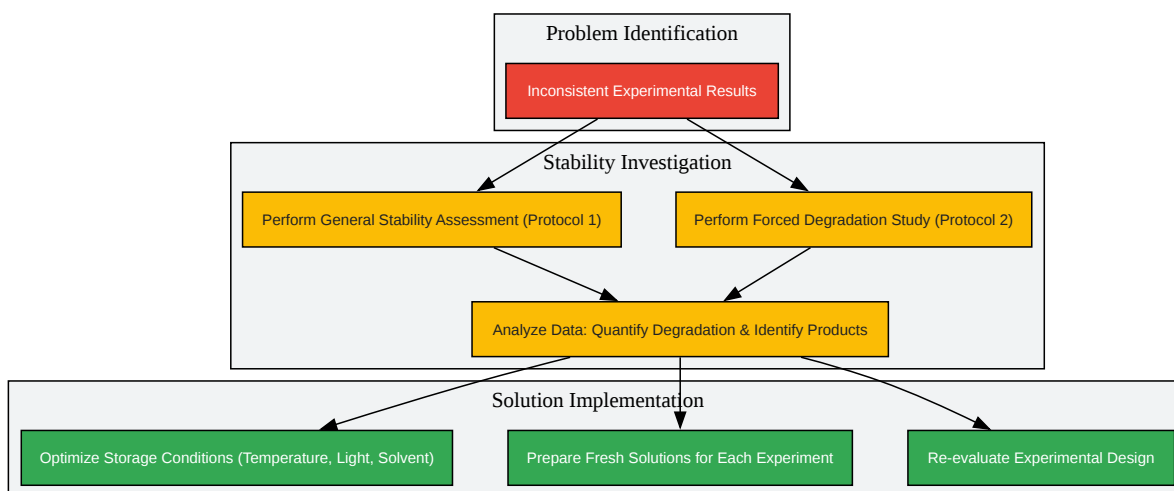 Problem Identification
Inconsistent Experimental Results
Stability Investigation
Perform General Stability Assessment (Protocol 1)
Perform Forced Degradation Study (Protocol 2)
Analyze Data: Quantify Degradation & Identify Products
Solution Implementation
Optimize Storage Conditions (Temperature, Light, Solvent)
Prepare Fresh Solutions for Each Experiment
Re-evaluate Experimental Design